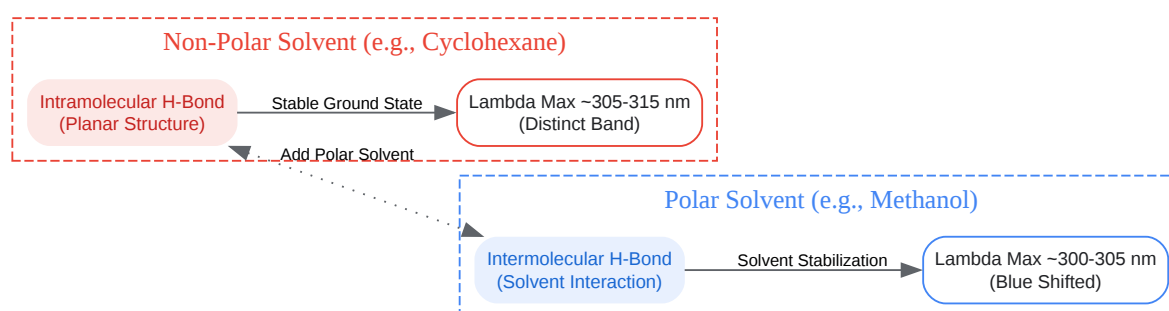 Non-Polar Solvent (e.g., Cyclohexane)
Intramolecular H-Bond
(Planar Structure)
Stable Ground State
Lambda Max ~305-315 nm
(Distinct Band)
Add Polar Solvent
Polar Solvent (e.g., Methanol)
Intermolecular H-Bond
(Solvent Interaction)
Solvent Stabilization
Lambda Max ~300-305 nm
(Blue Shifted)